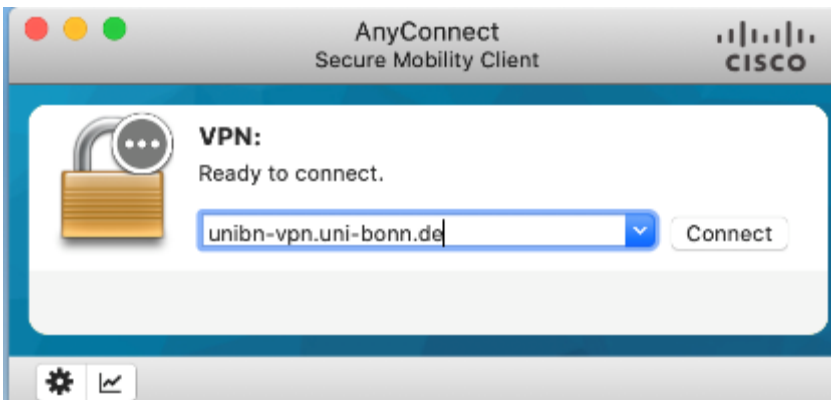 AnyConnect
Secure Mobility Client
CISCO
VPN:
Ready to connect.
unibn-vpn.uni-bonn.de
Connect